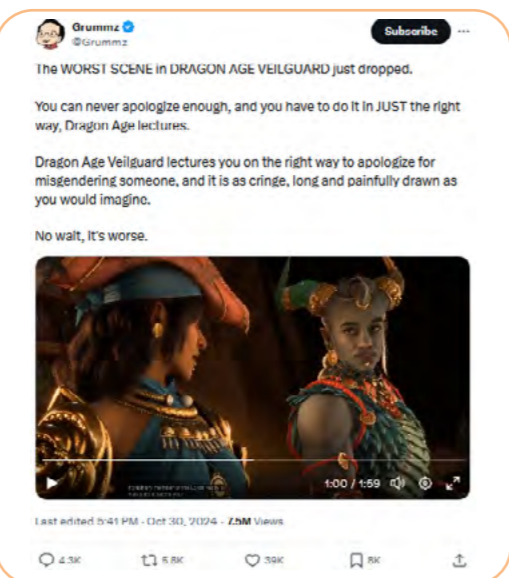 Grummz
@Grummz
Subscribe
The WORST SCENE in DRAGON AGE VEILGUARD just dropped.
You can never apologize enough, and you have to do it in JUST the right
way, Dragon Age lectures.
Dragon Age Veilguard lectures you on the right way to apologize for
misgendering someone, and it is as cringe, long and painfully drawn as
you would imagine.
No wait, it's worse.
1:00 / 1:59
Last edited 5:41 PM · Oct 30, 2024 · 7.5M Views
4.3K 6.8K 39K 8K